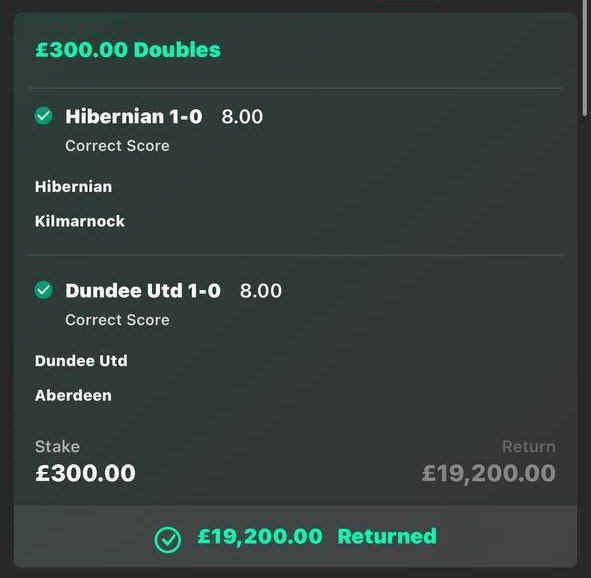 £300.00 Doubles
Hibernian 1-0 8.00
Correct Score
Hibernian
Kilmarnock
Dundee Utd 1-0 8.00
Correct Score
Dundee Utd
Aberdeen
Stake Return
£300.00 £19,200.00
£19,200.00 Returned